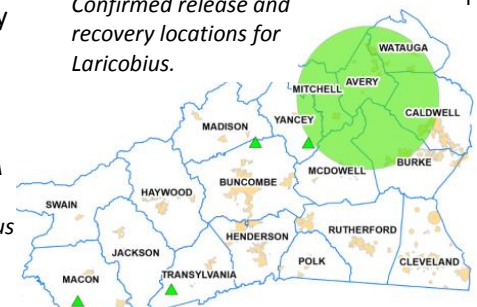 Confirmed release and
recovery locations for
Laricobius.
y
us
WATAUGA
AVERY
MITCHELL
CALDWELL
YANCEY
MADISON
BURKE
MCDOWELL
BUNCOMBE
HAYWOOD
SWAIN
RUTHERFORD
HENDERSON
JACKSON
POLK
CLEVELAND
TRANSYLVANIA
MACON